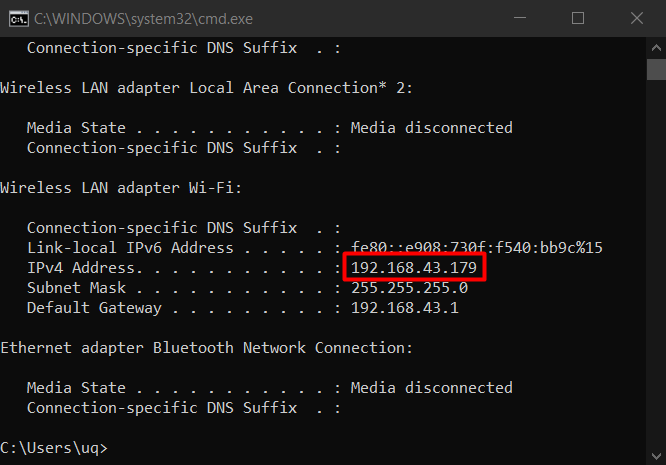 C:\WINDOWS\system32\cmd.exe
Connection-specific DNS Suffix  . :
Wireless LAN adapter Local Area Connection* 2:
Media State . . . . . . . . . . . : Media disconnected
Connection-specific DNS Suffix  . :
Wireless LAN adapter Wi-Fi:
Connection-specific DNS Suffix  . :
Link-local IPv6 Address . . . . . : fe80::e908:730f:f540:bb9c%15
IPv4 Address. . . . . . . . . . . : 192.168.43.179
Subnet Mask . . . . . . . . . . . : 255.255.255.0
Default Gateway . . . . . . . . . : 192.168.43.1
Ethernet adapter Bluetooth Network Connection:
Media State . . . . . . . . . . . : Media disconnected
Connection-specific DNS Suffix  . :
C:\Users\uq>